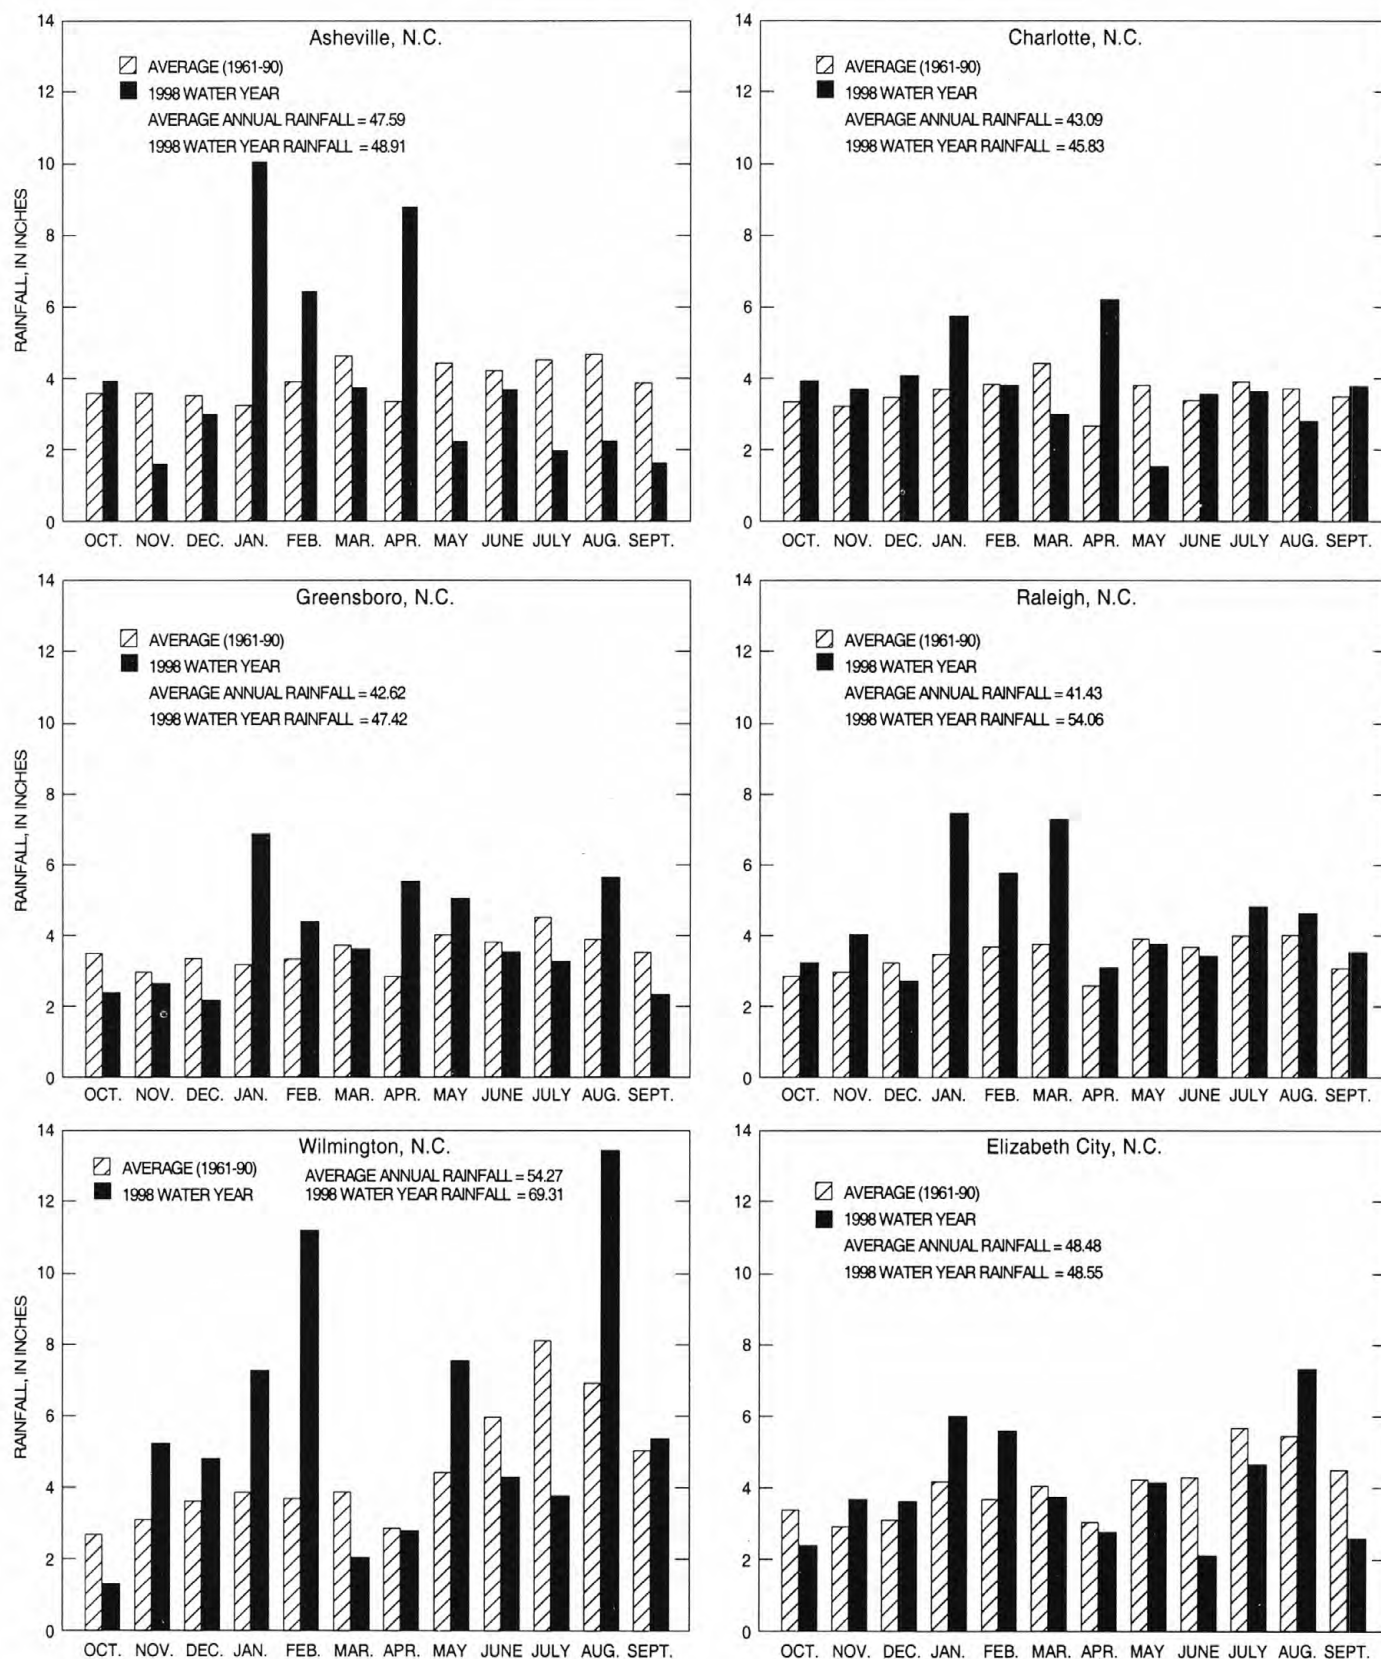 Asheville, N.C.
AVERAGE (1961-90)
1998 WATER YEAR
AVERAGE ANNUAL RAINFALL = 47.59
1998 WATER YEAR RAINFALL = 48.91
RAINFALL, IN INCHES
14
12
10
8
6
4
2
0
OCT. NOV. DEC. JAN. FEB. MAR. APR. MAY JUNE JULY AUG. SEPT.
Charlotte, N.C.
AVERAGE (1961-90)
1998 WATER YEAR
AVERAGE ANNUAL RAINFALL = 43.09
1998 WATER YEAR RAINFALL = 45.83
14
12
10
8
6
4
2
0
OCT. NOV. DEC. JAN. FEB. MAR. APR. MAY JUNE JULY AUG. SEPT.
Greensboro, N.C.
AVERAGE (1961-90)
1998 WATER YEAR
AVERAGE ANNUAL RAINFALL = 42.62
1998 WATER YEAR RAINFALL = 47.42
RAINFALL, IN INCHES
14
12
10
8
6
4
2
0
OCT. NOV. DEC. JAN. FEB. MAR. APR. MAY JUNE JULY AUG. SEPT.
Raleigh, N.C.
AVERAGE (1961-90)
1998 WATER YEAR
AVERAGE ANNUAL RAINFALL = 41.43
1998 WATER YEAR RAINFALL = 54.06
14
12
10
8
6
4
2
0
OCT. NOV. DEC. JAN. FEB. MAR. APR. MAY JUNE JULY AUG. SEPT.
Wilmington, N.C.
AVERAGE (1961-90)
1998 WATER YEAR
AVERAGE ANNUAL RAINFALL = 54.27
1998 WATER YEAR RAINFALL = 69.31
RAINFALL, IN INCHES
14
12
10
8
6
4
2
0
OCT. NOV. DEC. JAN. FEB. MAR. APR. MAY JUNE JULY AUG. SEPT.
Elizabeth City, N.C.
AVERAGE (1961-90)
1998 WATER YEAR
AVERAGE ANNUAL RAINFALL = 48.48
1998 WATER YEAR RAINFALL = 48.55
14
12
10
8
6
4
2
0
OCT. NOV. DEC. JAN. FEB. MAR. APR. MAY JUNE JULY AUG. SEPT.